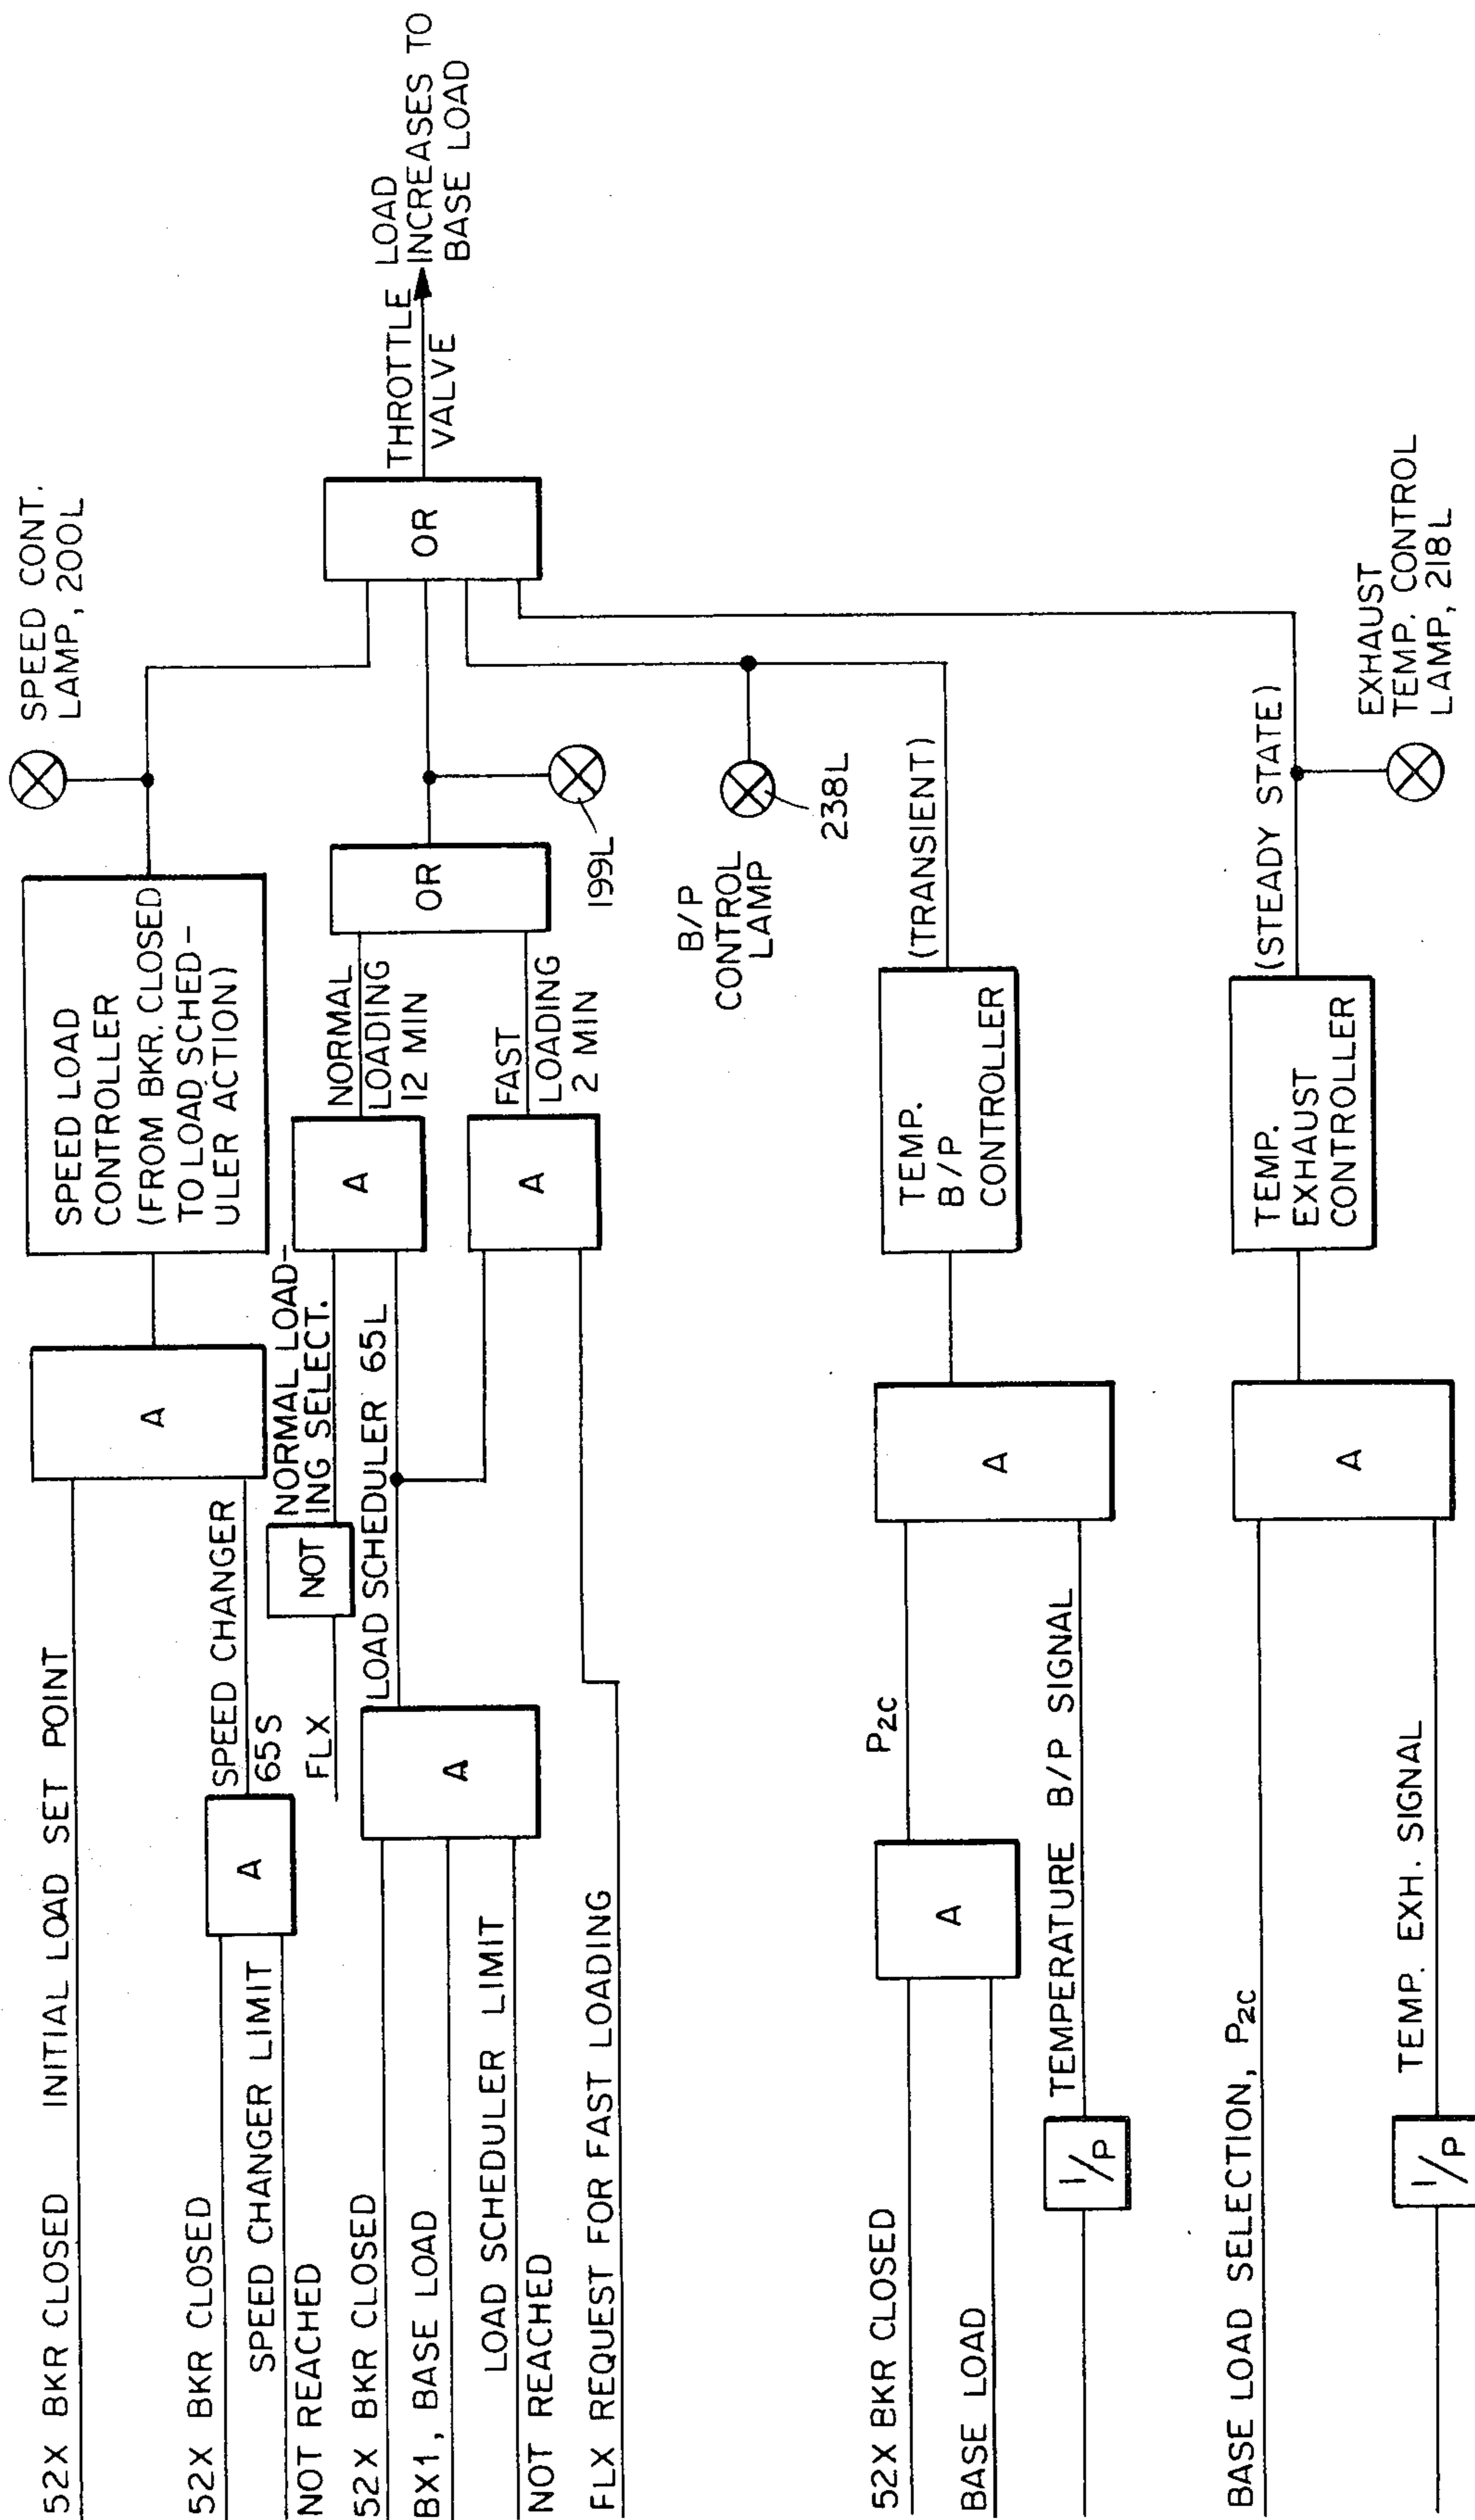 52X BKR CLOSED INITIAL LOAD SET POINT
A
SPEED LOAD
CONTROLLER
(FROM BKR. CLOSED
TO LOAD SCHED-
ULER ACTION)
SPEED CONT.
LAMP, 200L
52X BKR CLOSED
SPEED CHANGER LIMIT
NOT REACHED
A
SPEED CHANGER
65S
FLX
NOT
NORMAL LOAD-
ING SELECT.
52X BKR CLOSED
BX1, BASE LOAD
LOAD SCHEDULER LIMIT
NOT REACHED
A
LOAD SCHEDULER 65L
A
NORMAL
LOADING
12 MIN
FLX REQUEST FOR FAST LOADING
A
FAST
LOADING
2 MIN
OR
199L
OR
THROTTLE
VALVE
LOAD
INCREASES TO
BASE LOAD
B/P
CONTROL
LAMP
238L
52X BKR CLOSED
BASE LOAD
A
P2C
1/P
TEMPERATURE B/P SIGNAL
A
TEMP.
B/P
CONTROLLER
(TRANSIENT)
BASE LOAD SELECTION, P2C
1/P
TEMP. EXH. SIGNAL
A
TEMP.
EXHAUST
CONTROLLER
(STEADY STATE)
EXHAUST
TEMP. CONTROL
LAMP, 218L